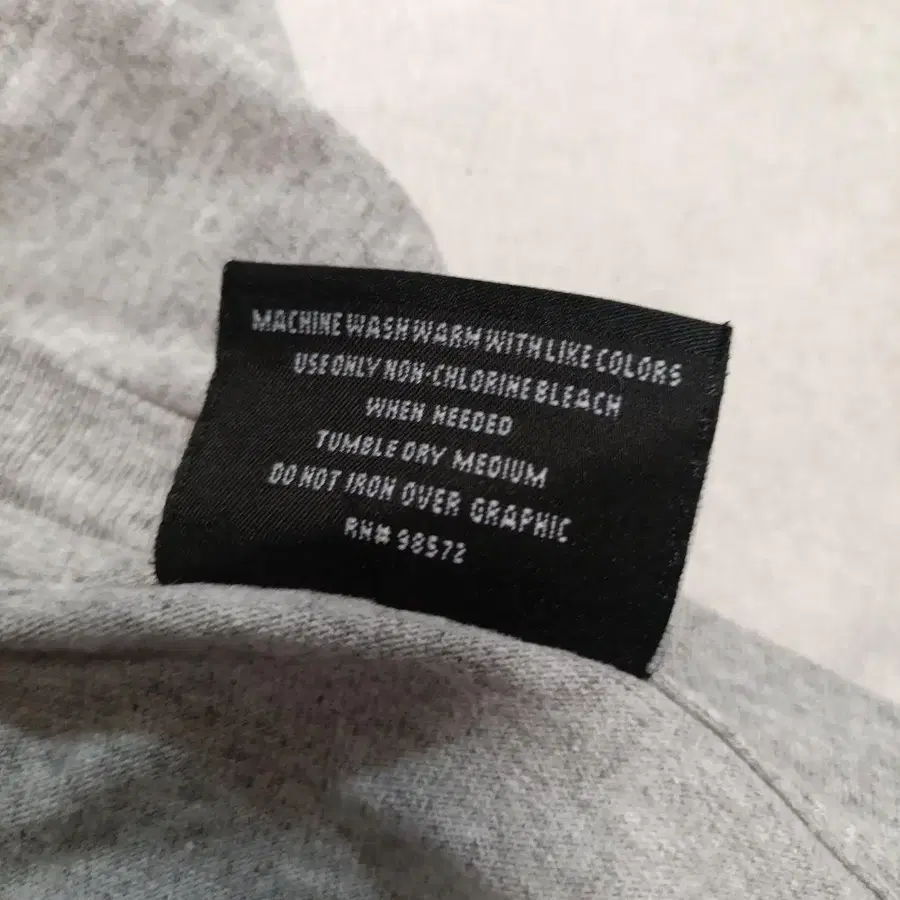 MACHINE WASH WARM WITH LIKE COLORS
USE ONLY NON-CHLORINE BLEACH
WHEN NEEDED
TUMBLE DRY MEDIUM
DO NOT IRON OVER GRAPHIC
RN# 98572